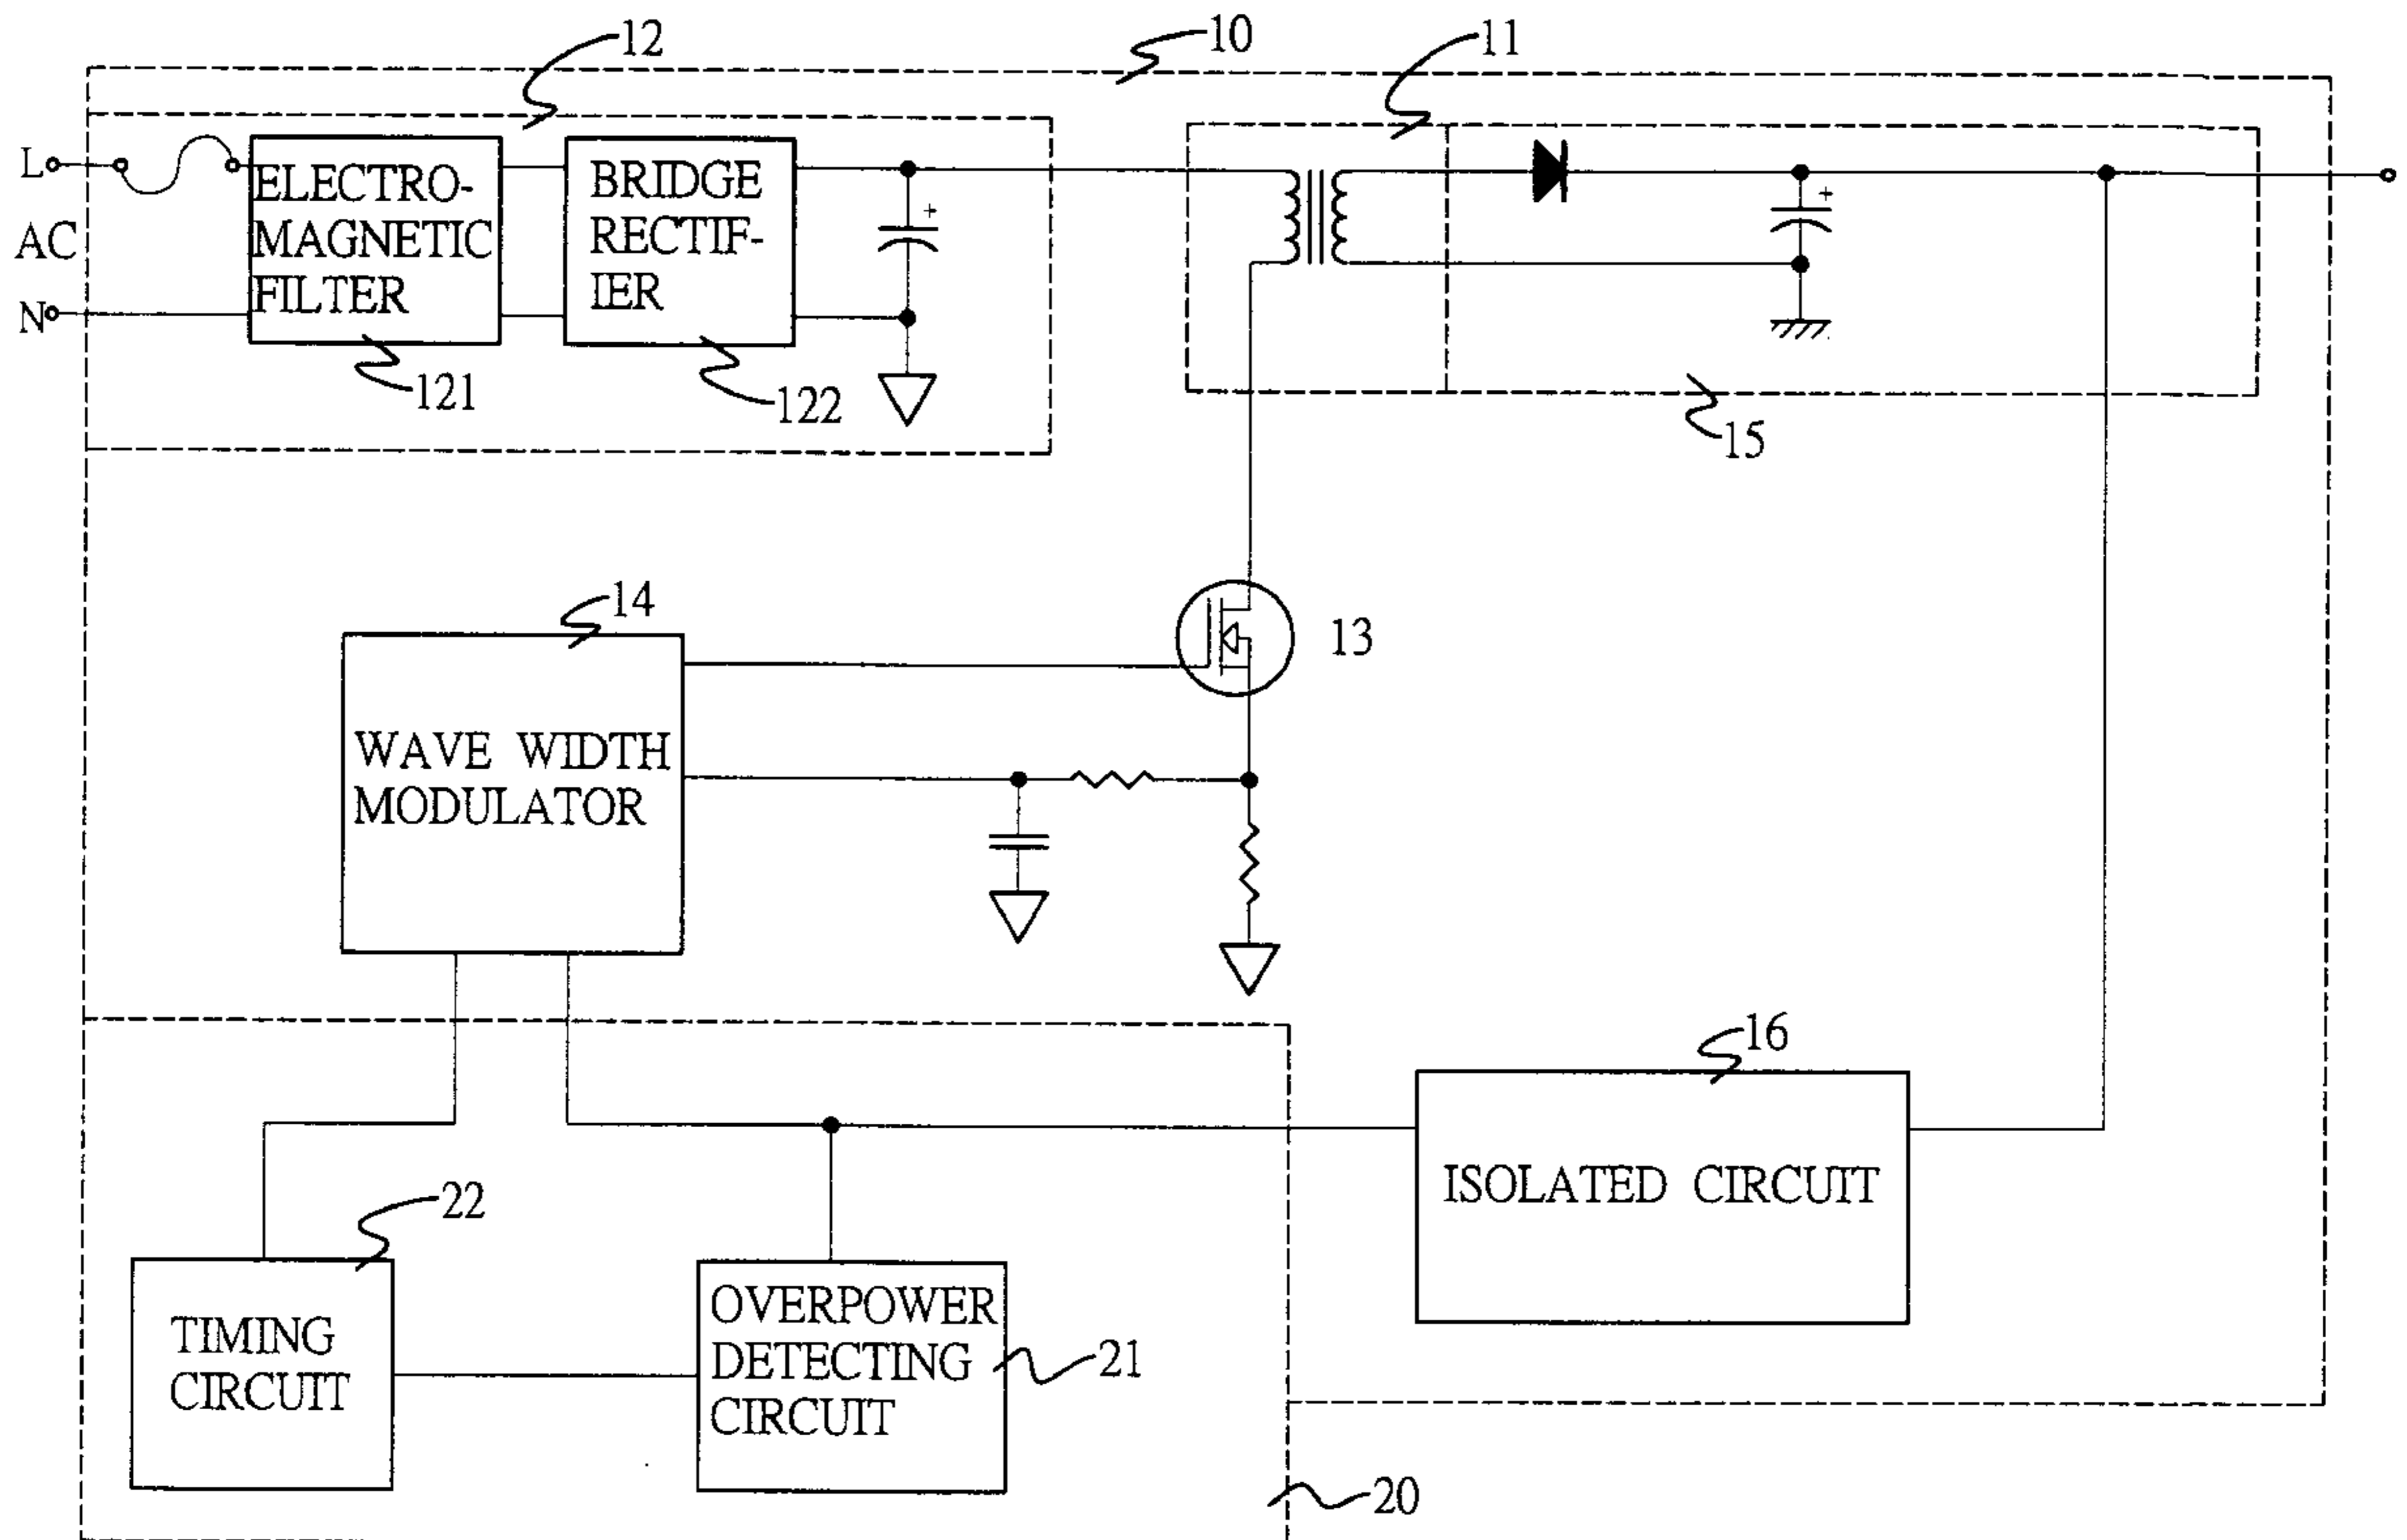 12
10
11
L
AC
N
ELECTRO-
MAGNETIC
FILTER
BRIDGE
RECTIF-
IER
+
+
121
122
15
14
13
WAVE WIDTH
MODULATOR
16
ISOLATED CIRCUIT
22
TIMING
CIRCUIT
OVERPOWER
DETECTING
CIRCUIT
21
20